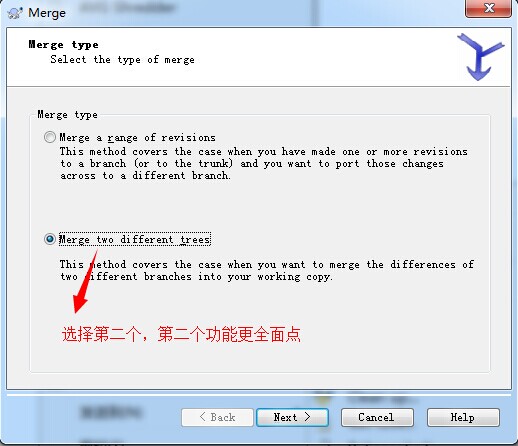 Merge
Merge type
Select the type of merge
Merge type
Merge a range of revisions
This method covers the case when you have made one or more revisions
to a branch (or to the trunk) and you want to port those changes
across to a different branch.
Merge two different trees
This method covers the case when you want to merge the differences of
two different branches into your working copy.
选择第二个，第二个功能更全面点
< Back
Next >
Cancel
Help